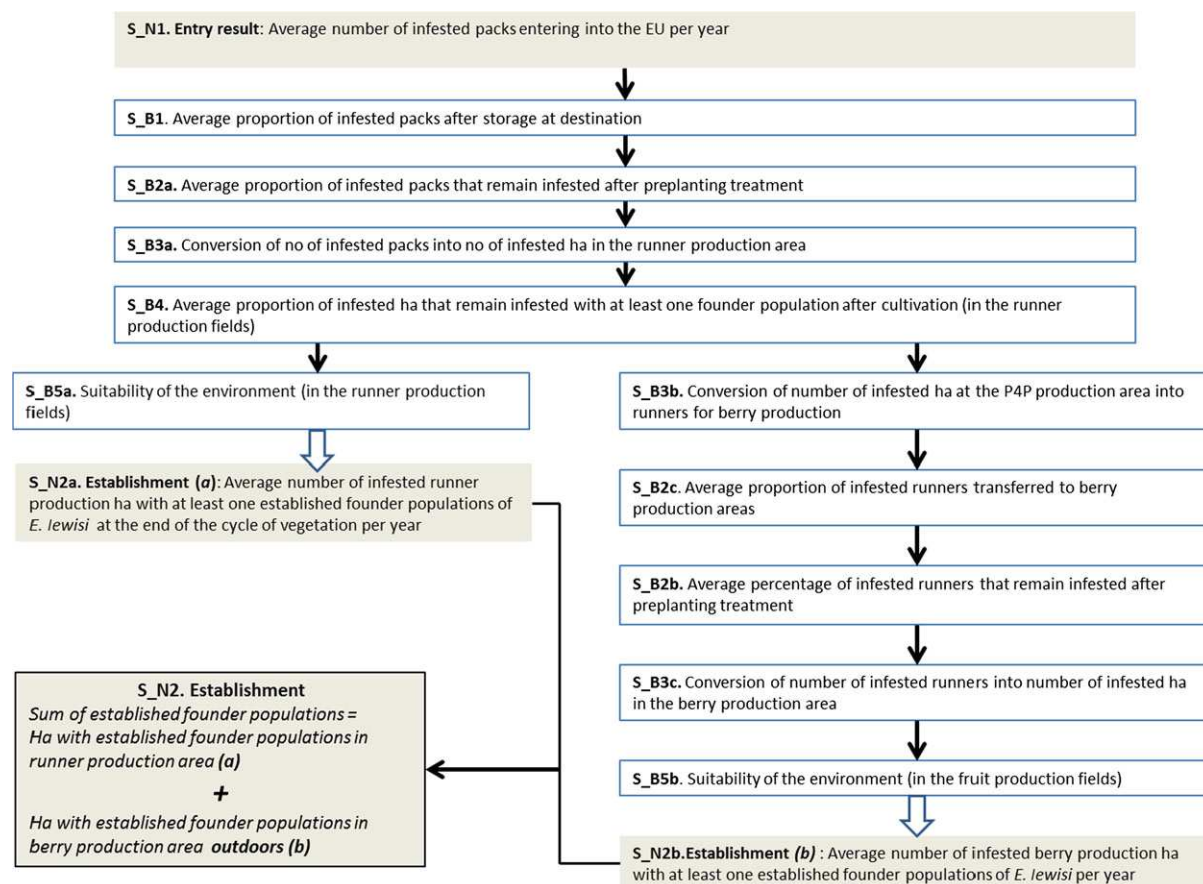 S_N1. Entry result: Average number of infested packs entering into the EU per year
S_B1. Average proportion of infested packs after storage at destination
S_B2a. Average proportion of infested packs that remain infested after preplanting treatment
S_B3a. Conversion of no of infested packs into no of infested ha in the runner production area
S_B4. Average proportion of infested ha that remain infested with at least one founder population after cultivation (in the runner
production fields)
S_B5a. Suitability of the environment (in the runner production
fields)
S_N2a. Establishment (a): Average number of infested runner
production ha with at least one established founder populations of
E. lewisi at the end of the cycle of vegetation per year
S_B3b. Conversion of number of infested ha at the P4P production area into
runners for berry production
S_B2c. Average proportion of infested runners transferred to berry
production areas
S_B2b. Average percentage of infested runners that remain infested after
preplanting treatment
S_B3c. Conversion of number of infested runners into number of infested ha
in the berry production area
S_B5b. Suitability of the environment (in the fruit production fields)
S_N2b.Establishment (b) : Average number of infested berry production ha
with at least one established founder populations of E. lewisi per year
S_N2. Establishment
Sum of established founder populations =
Ha with established founder populations in
runner production area (a)
+
Ha with established founder populations in
berry production area outdoors (b)